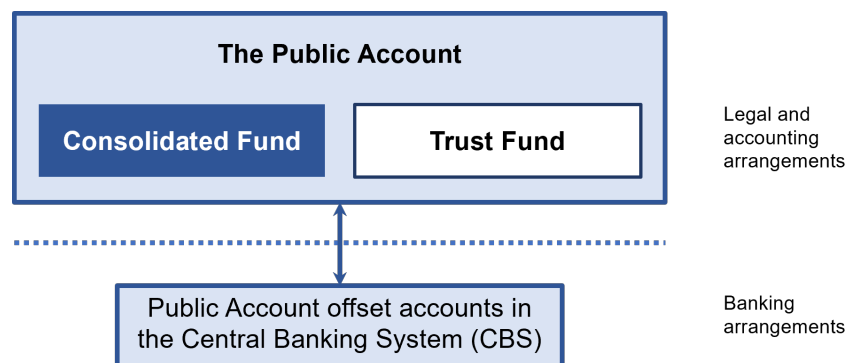 The Public Account
Consolidated Fund
Trust Fund
Legal and
accounting
arrangements
Public Account offset accounts in
the Central Banking System (CBS)
Banking
arrangements